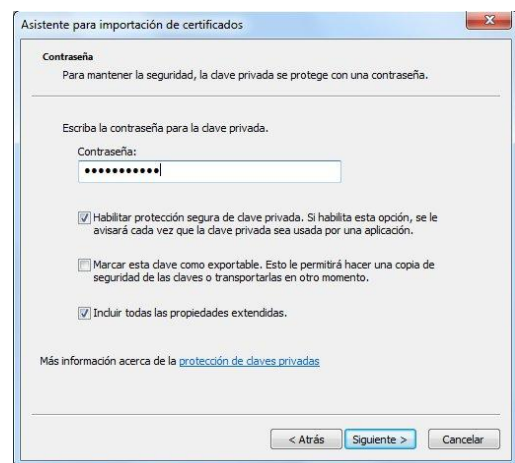 Asistente para importación de certificados
Contraseña
Para mantener la seguridad, la clave privada se protege con una contraseña.
Escriba la contraseña para la clave privada.
Contraseña:
•••••••••••
Habilitar protección segura de clave privada. Si habilita esta opción, se le
avisará cada vez que la clave privada sea usada por una aplicación.
Marcar esta clave como exportable. Esto le permitirá hacer una copia de
seguridad de las claves o transportarlas en otro momento.
Incluir todas las propiedades extendidas.
Más información acerca de la protección de claves privadas
< Atrás Siguiente > Cancelar